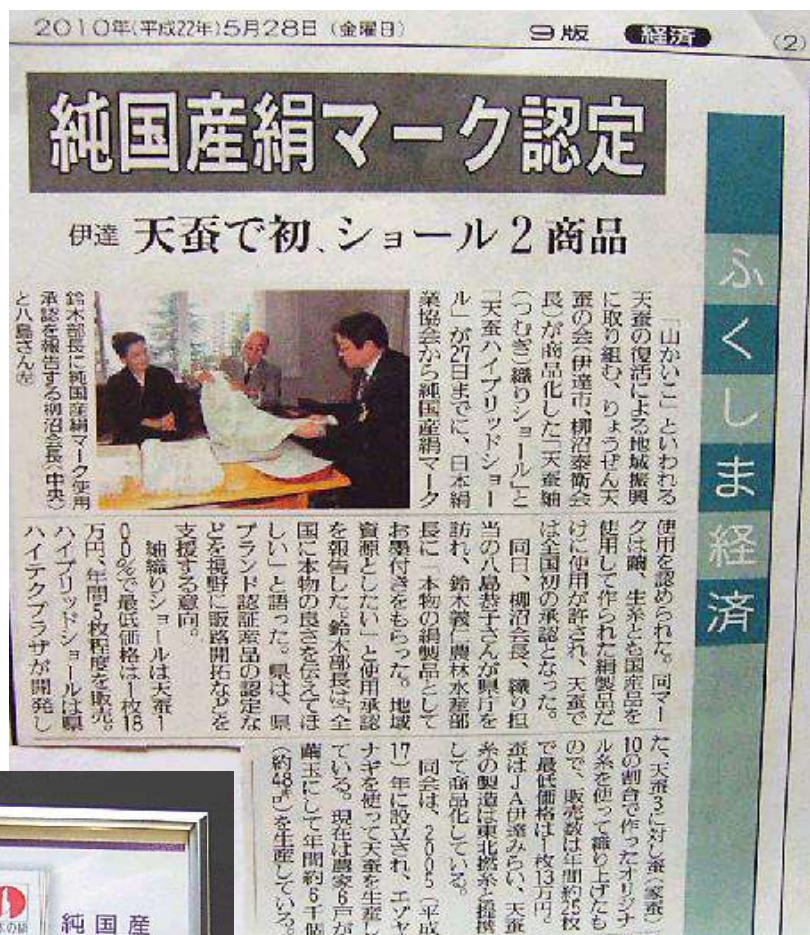 2010年(平成22年)5月28日(金曜日)
9版
経済
(2)
純国産絹マーク認定
伊達 天蚕で初、ショール2商品
ふくしま経済
「山かいこ」といわれる
天蚕の復活による地域振興
に取り組む、りょうぜん天
蚕の会(伊達市、柳沼泰衛会
長)が商品化した「天蚕紬
(つむぎ)織りショール」と
「天蚕ハイブリッドショー
ル」が27日までに、日本絹
業協会から純国産絹マーク
鈴木部長に純国産絹マーク使用
承認を報告する柳沼会長(中央)
と八島さん(左)
使用を認められた。同マー
クは繭、生糸とも国産品を
使用して作られた絹製品だ
けに使用が許され、天蚕で
は全国初の承認となった。
同日、柳沼会長、織り担
当の八島恭子さんが県庁を
訪れ、鈴木義仁農林水産部
長に「本物の絹製品として
お墨付きをもらった。地域
資源としたい」と使用承認
を報告した。鈴木部長は「全
国に本物の良さを伝えてほ
しい」と語った。県は、県
ブランド認証産品の認定な
どを視野に販路開拓などを
支援する意向。
紬織りショールは天蚕1
00%で最低価格は1枚18
万円、年間5枚程度を販売。
ハイブリッドショールは県
ハイテクプラザが開発し
た、天蚕3に対し蚕(家蚕)
10の割合で作ったオリジナ
ル糸を使って織り上げたも
ので、販売数は年間約25枚
で最低価格は1枚13万円。
蚕はJA伊達みらい、天蚕
糸の製造は東北撚糸と提携
して商品化している。
同会は、2005(平成
17)年に設立され、エゾヤ
ナギを使って天蚕を生産し
ている。現在は農家6戸が
繭玉にして年間約6千個
(約48㌔)を生産している。
純国産